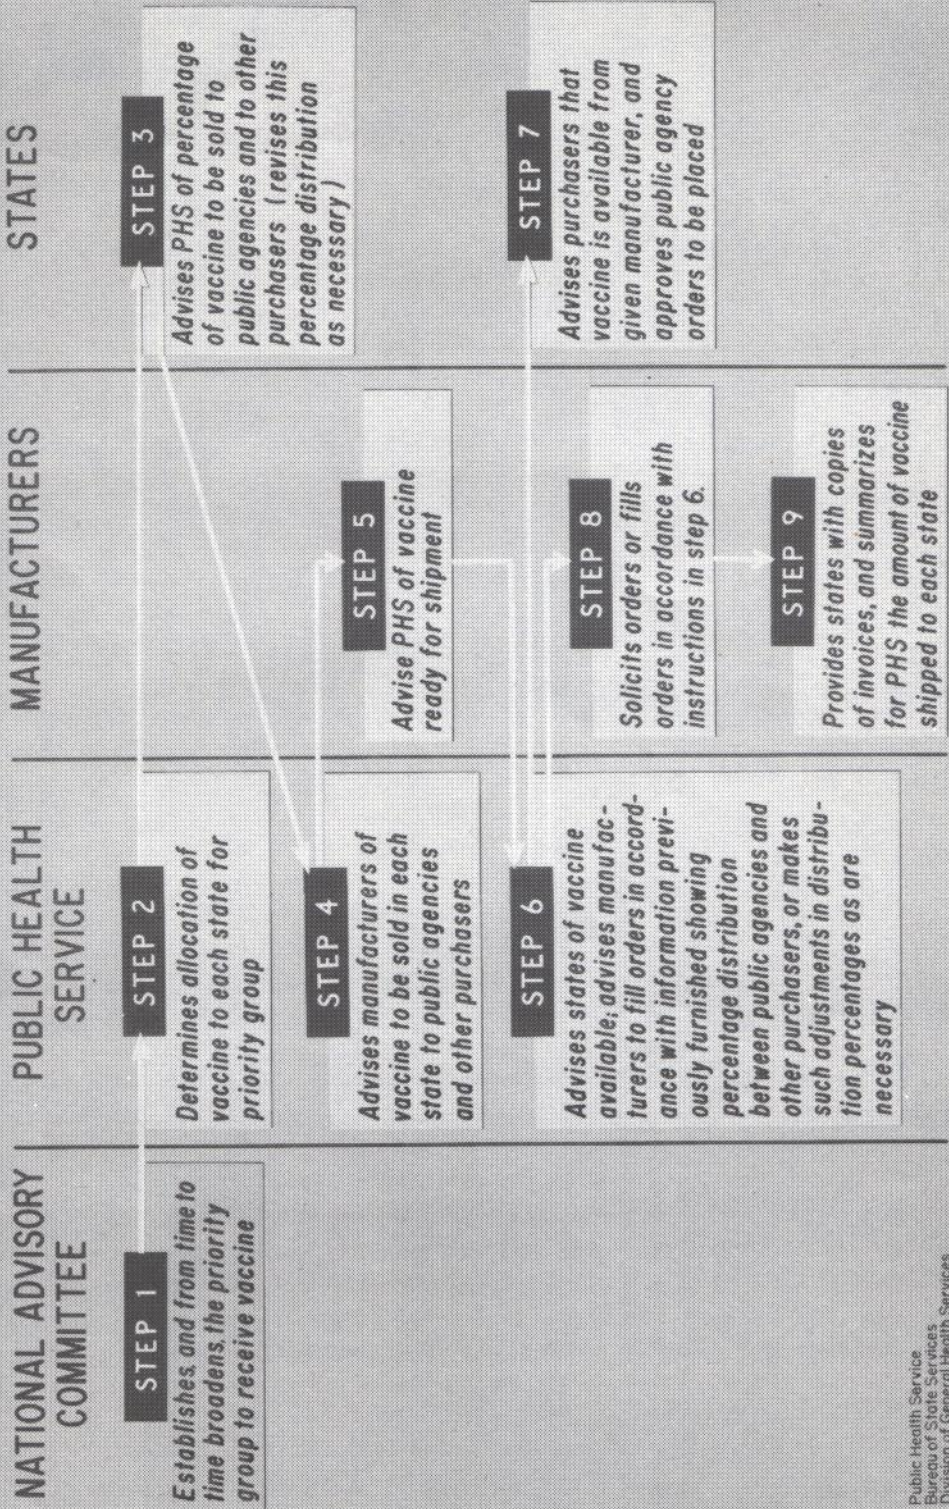 NATIONAL ADVISORY
COMMITTEE
STEP 1
Establishes, and from time to
time broadens, the priority
group to receive vaccine
PUBLIC HEALTH
SERVICE
STEP 2
Determines allocation of
vaccine to each state for
priority group
STEP 4
Advises manufacturers of
vaccine to be sold in each
state to public agencies
and other purchasers
STEP 6
Advises states of vaccine
available; advises manufac-
turers to fill orders in accord-
ance with information previ-
ously furnished showing
percentage distribution
between public agencies and
other purchasers, or makes
such adjustments in distribu-
tion percentages as are
necessary
MANUFACTURERS
STEP 5
Advise PHS of vaccine
ready for shipment
STEP 8
Solicits orders or fills
orders in accordance with
instructions in step 6.
STEP 9
Provides states with copies
of invoices, and summarizes
for PHS the amount of vaccine
shipped to each state
STATES
STEP 3
Advises PHS of percentage
of vaccine to be sold to
public agencies and to other
purchasers (revises this
percentage distribution
as necessary)
STEP 7
Advises purchasers that
vaccine is available from
given manufacturer, and
approves public agency
orders to be placed
Public Health Service
Bureau of State Services
Division of General Health Services